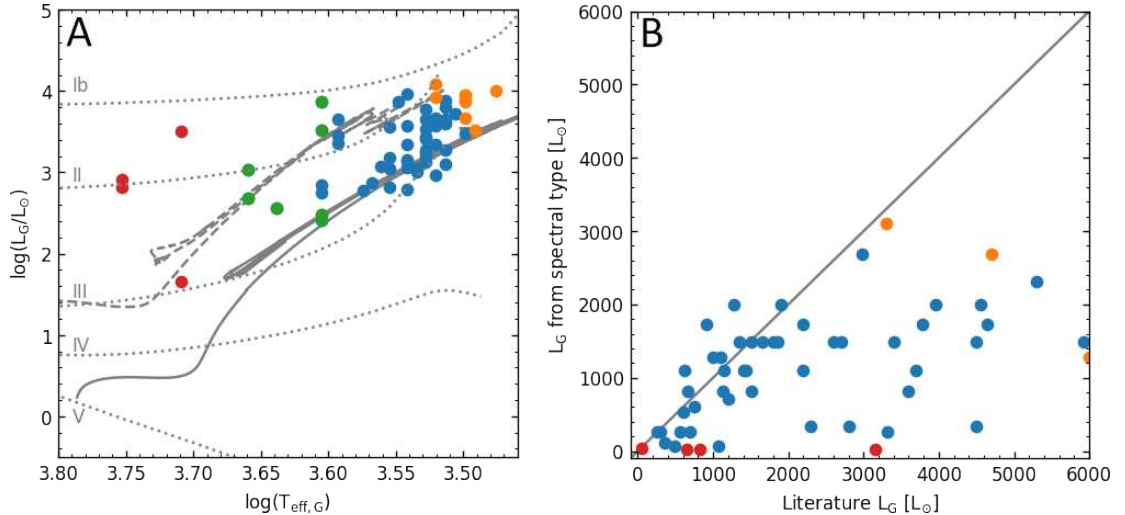 A
5
4
3
2
1
0
log(L_G/L_⊙)
Ib
II
III
IV
V
3.80 3.75 3.70 3.65 3.60 3.55 3.50
log(T_eff, G)
B
6000
5000
4000
3000
2000
1000
0
L_G from spectral type [L_⊙]
0 1000 2000 3000 4000 5000 6000
Literature L_G [L_⊙]